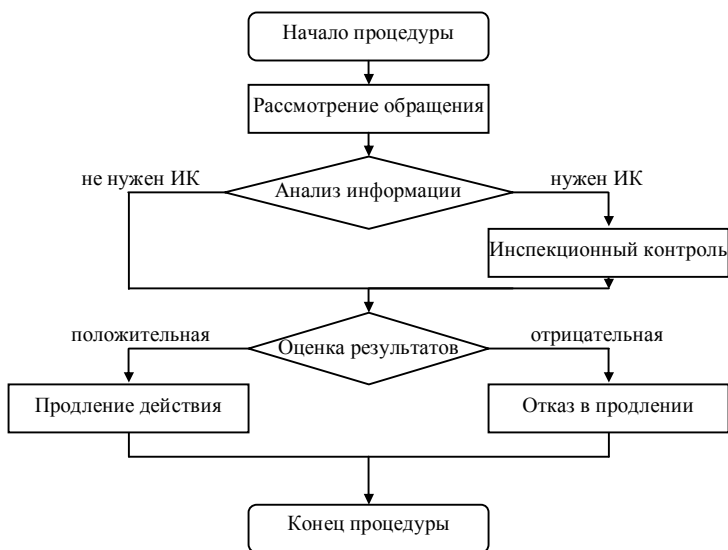 Начало процедуры
Рассмотрение обращения
не нужен ИК
Анализ информации
нужен ИК
Инспекционный контроль
положительная
Оценка результатов
отрицательная
Продление действия
Отказ в продлении
Конец процедуры